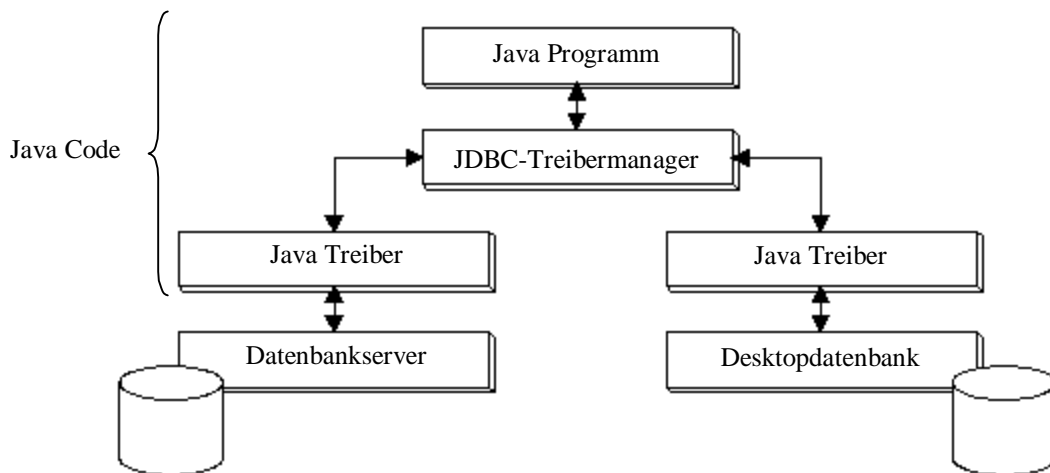 Java Programm
Java Code
JDBC-Treibermanager
Java Treiber
Java Treiber
Datenbankserver
Desktopdatenbank